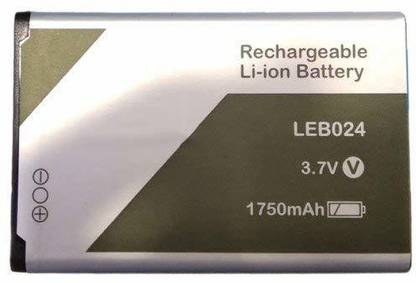 Rechargeable
Li-ion Battery
LEB024
3.7V V
1750mAh